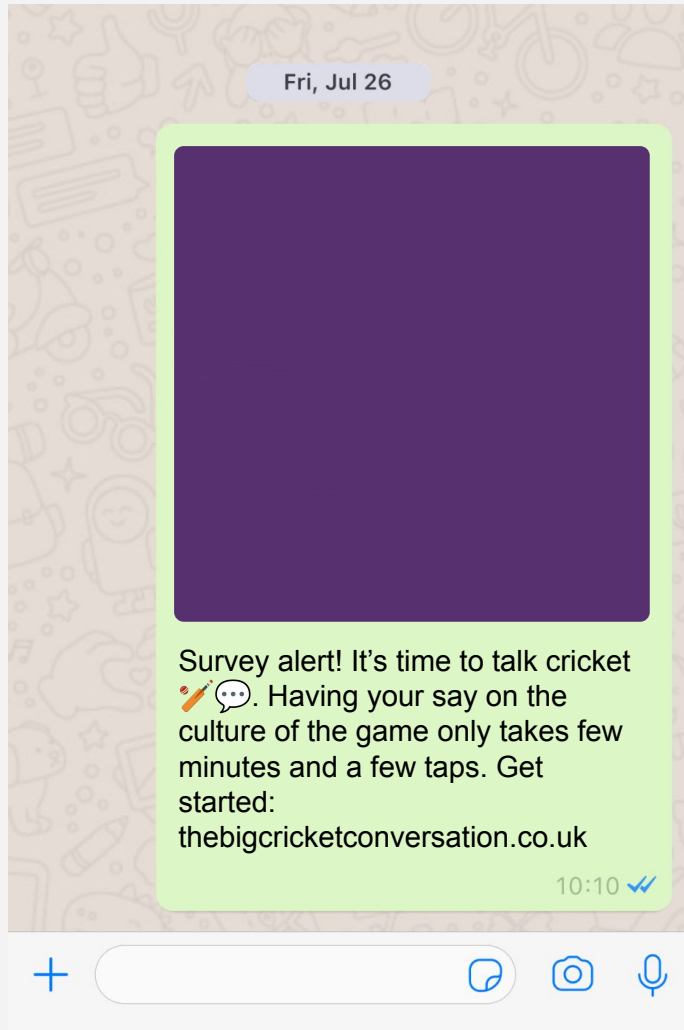 Fri, Jul 26
Survey alert! It’s time to talk cricket
🏏💬. Having your say on the
culture of the game only takes few
minutes and a few taps. Get
started:
thebigcricketconversation.co.uk
10:10